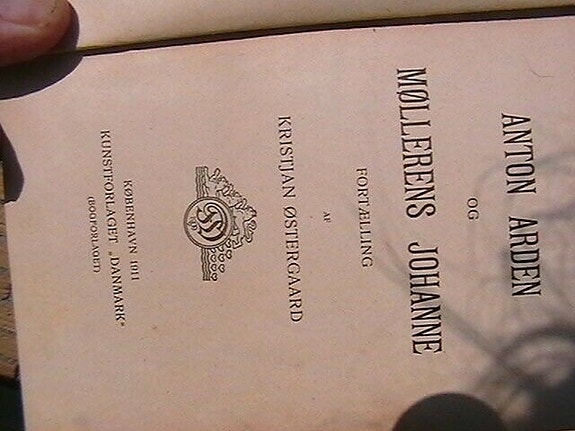 ANTON ARDEN
OG
MØLLERENS JOHANNE
FORTÆLLING
AF
KRISTJAN ØSTERGAARD
KØBENHAVN 1911
KUNSTFORLAGET „DANMARK“
(BOGFORLAGET)